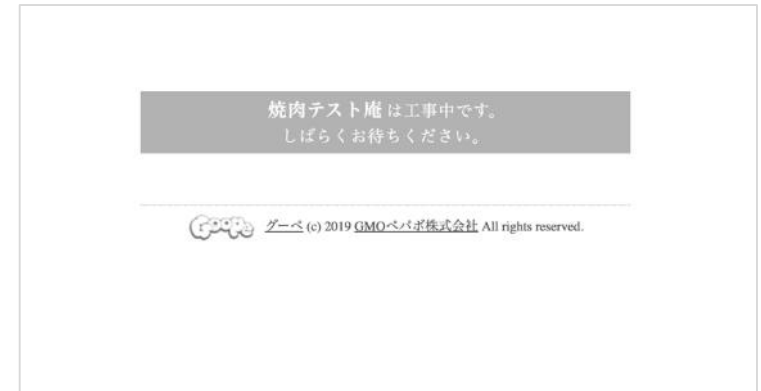 焼肉テスト庵 は工事中です。
しばらくお待ちください。
Goope グーペ (c) 2019 GMOペパボ株式会社 All rights reserved.